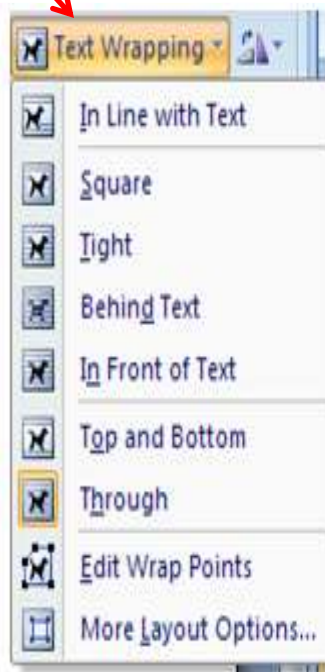 Text Wrapping
In Line with Text
Square
Tight
Behind Text
In Front of Text
Top and Bottom
Through
Edit Wrap Points
More Layout Options...